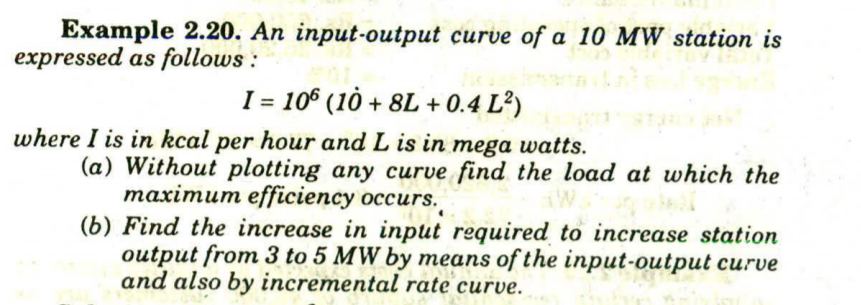 Example 2.20. An input-output curve of a 10 MW station is
expressed as follows :
I = 10⁶ (10 + 8L + 0.4 L²)
where I is in kcal per hour and L is in mega watts.
(a) Without plotting any curve find the load at which the
maximum efficiency occurs.
(b) Find the increase in input required to increase station
output from 3 to 5 MW by means of the input-output curve
and also by incremental rate curve.